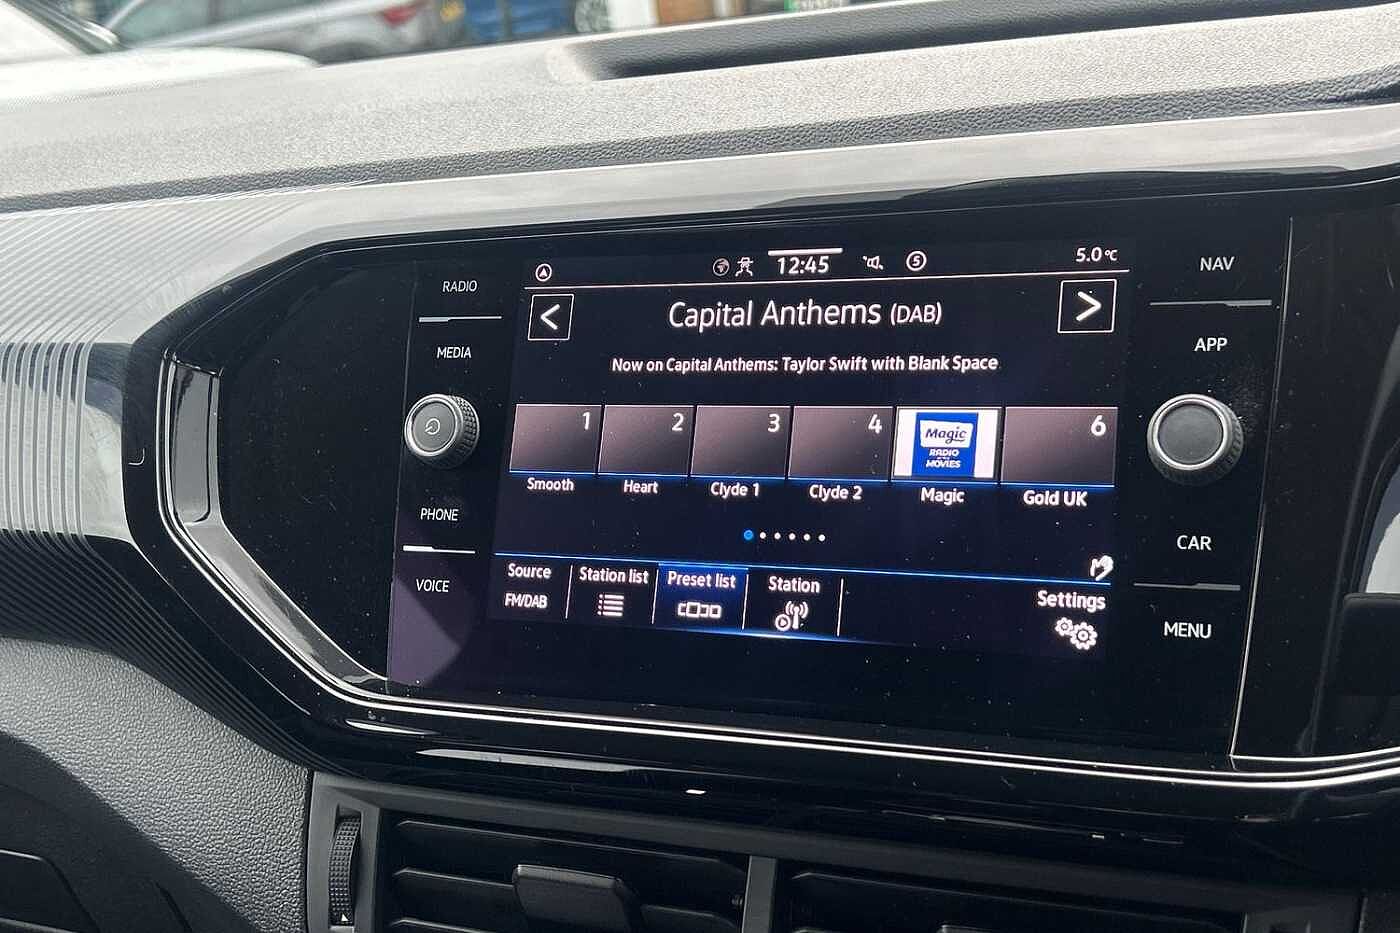 RADIO
MEDIA
PHONE
VOICE
12:45
5
5.0°C
Capital Anthems (DAB)
Now on Capital Anthems: Taylor Swift with Blank Space
1
2
3
4
Magic
RADIO
MOVIES
6
Smooth
Heart
Clyde 1
Clyde 2
Magic
Gold UK
Source
FM/DAB
Station list
Preset list
Station
Settings
NAV
APP
CAR
MENU